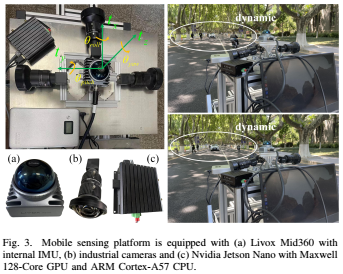 dynamic
dynamic
(a)
(b)
(c)
Fig. 3. Mobile sensing platform is equipped with (a) Livox Mid360 with
internal IMU, (b) industrial cameras and (c) Nvidia Jetson Nano with Maxwell
128-Core GPU and ARM Cortex-A57 CPU.